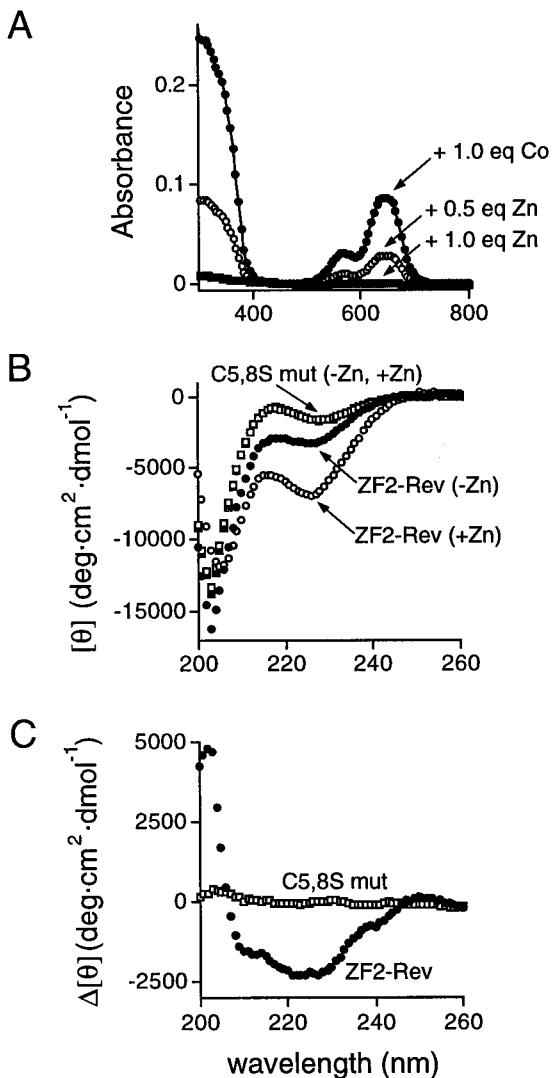 A
Absorbance
0.2
0.1
0
+ 1.0 eq Co
+ 0.5 eq Zn
+ 1.0 eq Zn
400
600
800
B
[θ] (deg·cm²·dmol⁻¹)
0
-5000
-10000
-15000
C5,8S mut (-Zn, +Zn)
ZF2-Rev (-Zn)
ZF2-Rev (+Zn)
200
220
240
260
C
Δ[θ] (deg·cm²·dmol⁻¹)
5000
2500
0
-2500
C5,8S mut
ZF2-Rev
200
220
240
260
wavelength (nm)